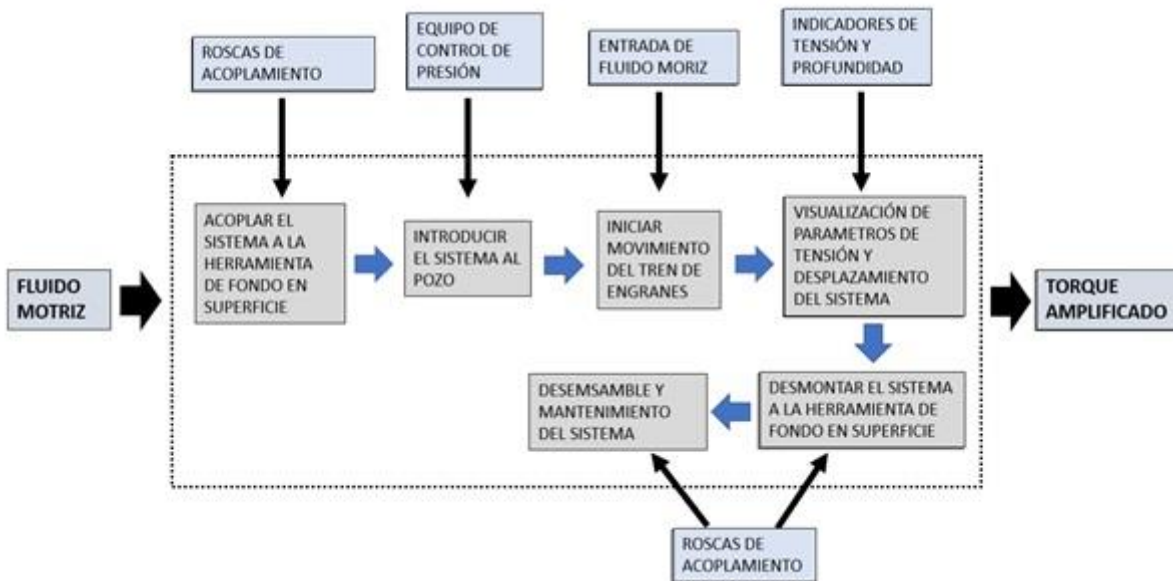 ROSCAS DE
ACOPLAMIENTO
EQUIPO DE
CONTROL DE
PRESIÓN
ENTRADA DE
FLUIDO MORIZ
INDICADORES DE
TENSIÓN Y
PROFUNDIDAD
FLUIDO
MOTRIZ
ACOPLAR EL
SISTEMA A LA
HERRAMIENTA
DE FONDO EN
SUPERFICIE
INTRODUCIR
EL SISTEMA AL
POZO
INICIAR
MOVIMIENTO
DEL TREN DE
ENGRANES
VISUALIZACIÓN DE
PARAMETROS DE
TENSIÓN Y
DESPLAZAMIENTO
DEL SISTEMA
TORQUE
AMPLIFICADO
DESEMSAMBLE Y
MANTENIMIENTO
DEL SISTEMA
DESMONTAR EL SISTEMA
A LA HERRAMIENTA DE
FONDO EN SUPERFICIE
ROSCAS DE
ACOPLAMIENTO